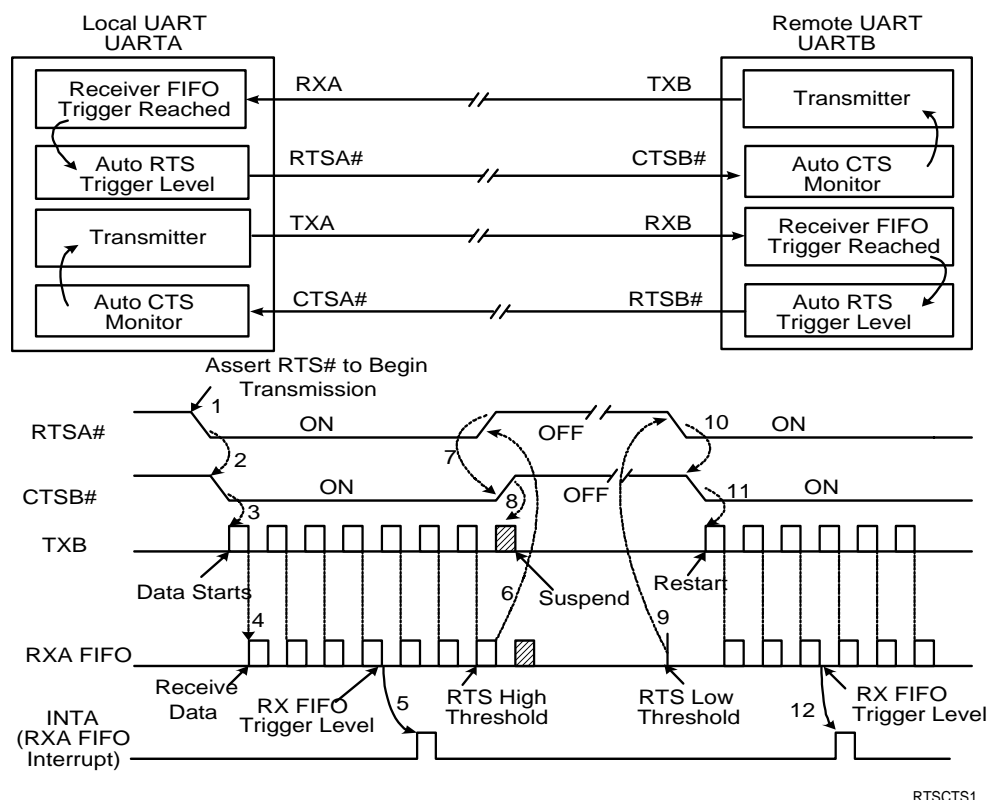 Local UART
UARTA
Remote UART
UARTB
Receiver FIFO
Trigger Reached
RXA
TXB
Transmitter
Auto RTS
Trigger Level
RTSA#
CTSB#
Auto CTS
Monitor
Transmitter
TXA
RXB
Receiver FIFO
Trigger Reached
Auto CTS
Monitor
CTSA#
RTSB#
Auto RTS
Trigger Level
Assert RTS# to Begin
Transmission
RTSA#
1
ON
OFF
10
ON
2
7
CTSB#
ON
8
OFF
11
ON
3
TXB
Data Starts
6
Suspend
Restart
4
9
RXA FIFO
Receive
Data
RX FIFO
Trigger Level
5
RTS High
Threshold
RTS Low
Threshold
12
RX FIFO
Trigger Level
INTA
(RXA FIFO
Interrupt)
RTSCTS1